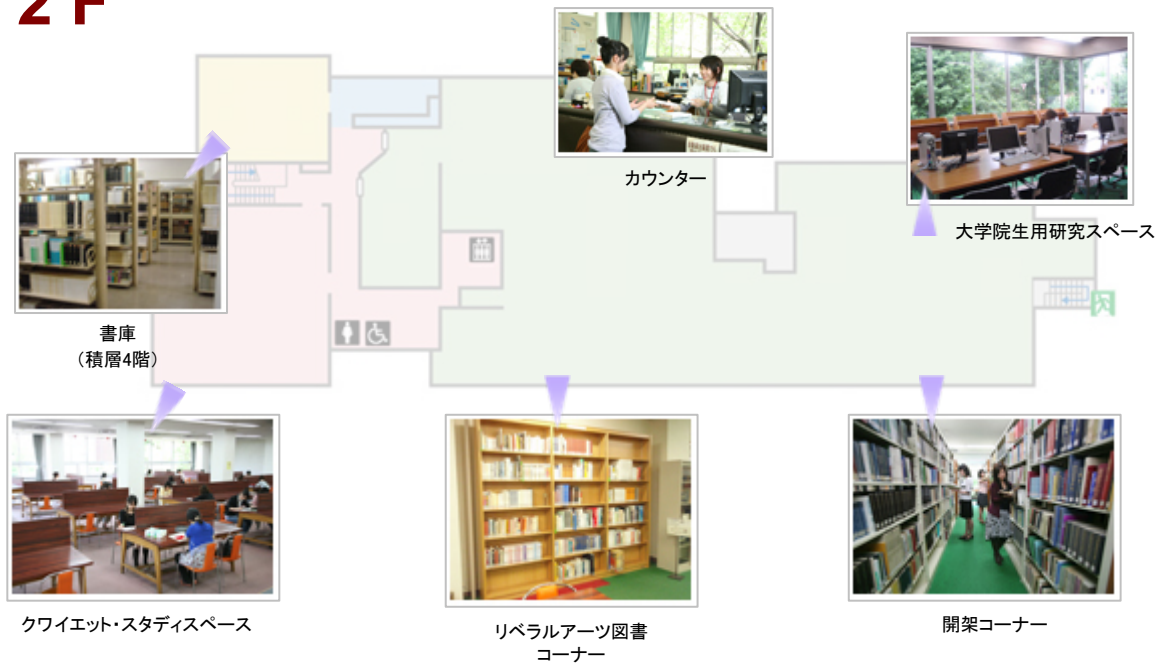 2F
カウンター
大学院生用研究スペース
書庫
（積層4階）
クワイエット・スタディスペース
リベラルアーツ図書
コーナー
開架コーナー